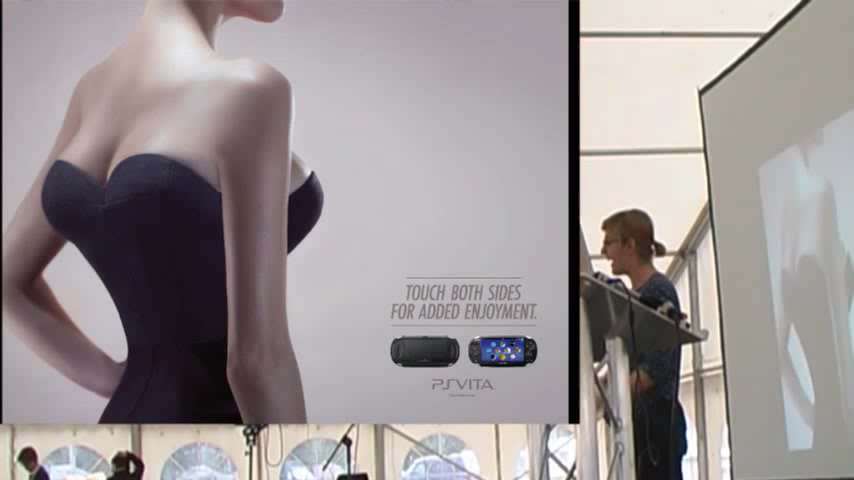 TOUCH BOTH SIDES
FOR ADDED ENJOYMENT.
PSVITA